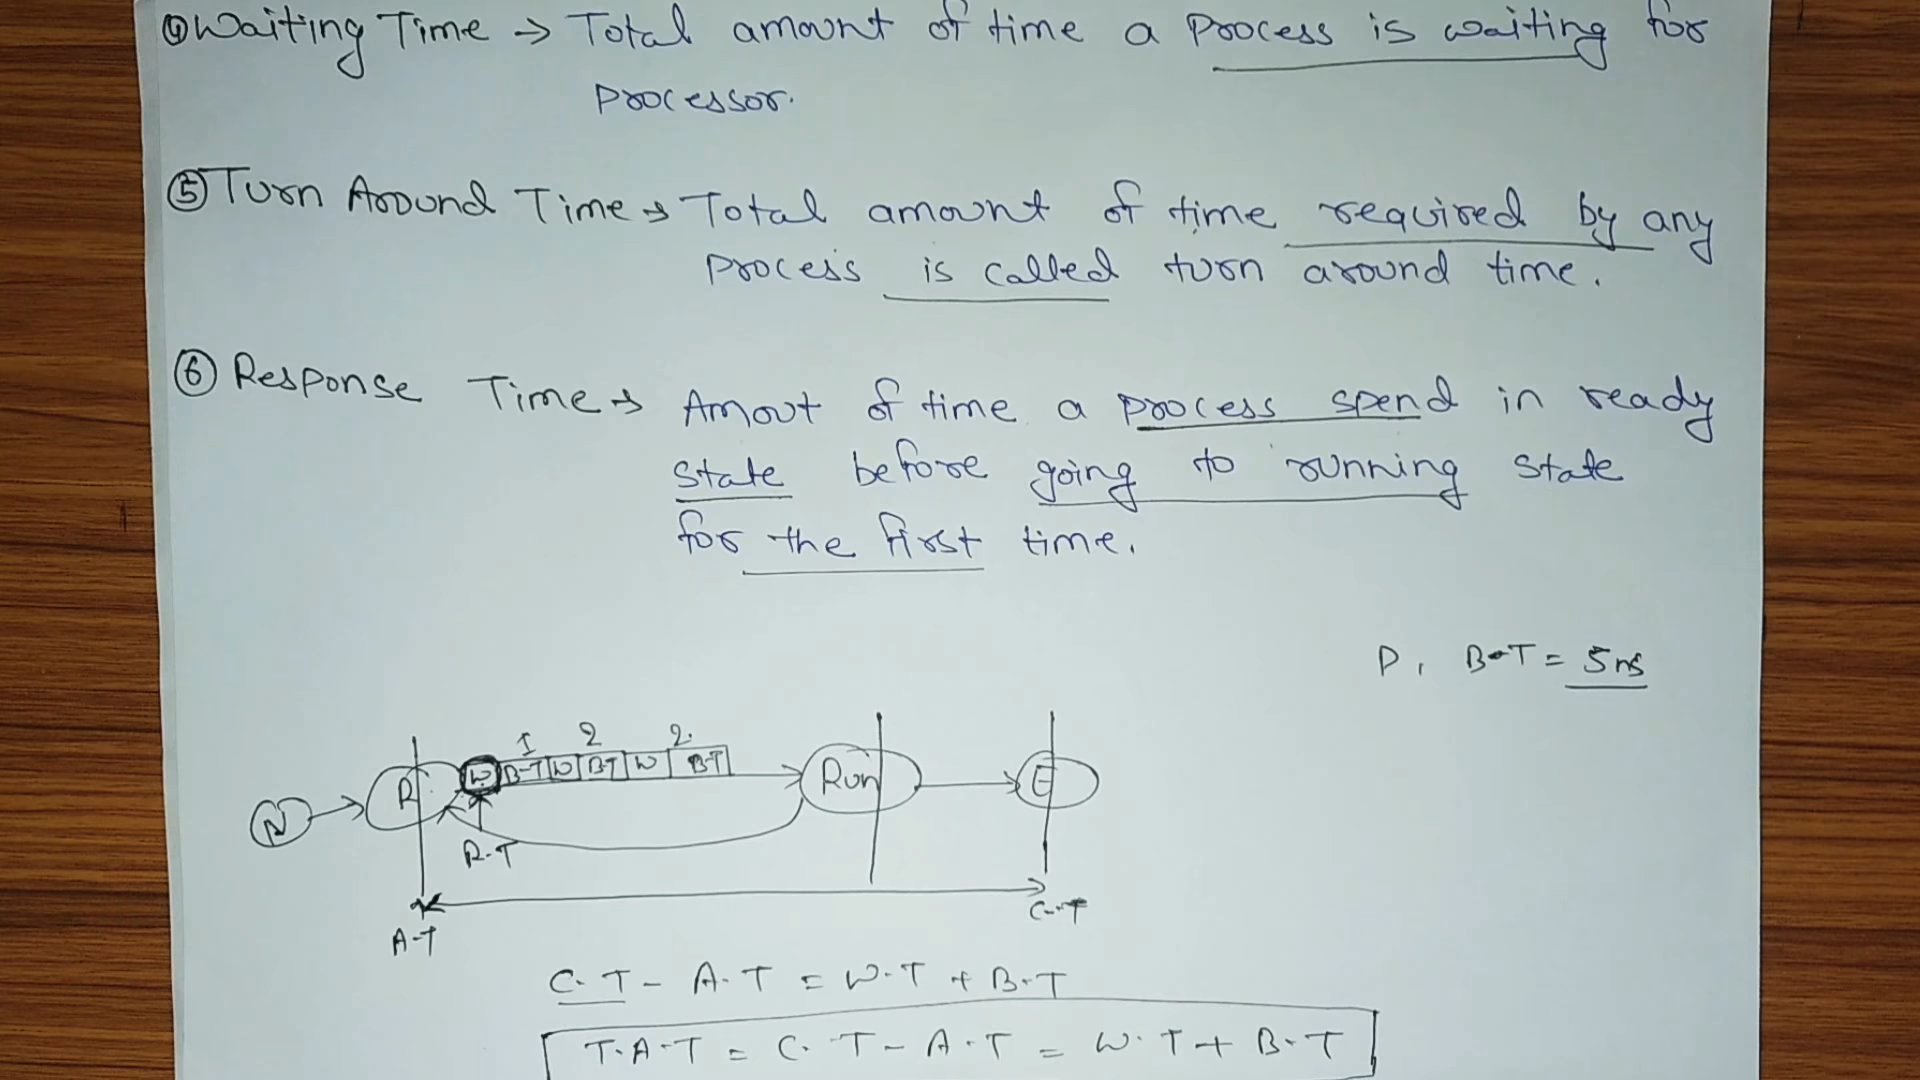 ④ Waiting Time → Total amount of time a process is waiting for
processor.
⑤ Turn Around Time → Total amount of time required by any
process is called turn around time.
⑥ Response Time → Amout of time a process spend in ready
state before going to running state
for the first time.
P, B-T = 5ns
1 2 2
N R W B-T W B-T W B-T Run E
R-T
A-T C-T
C.T - A.T = W.T + B.T
T.A.T = C.T - A.T = W.T + B.T